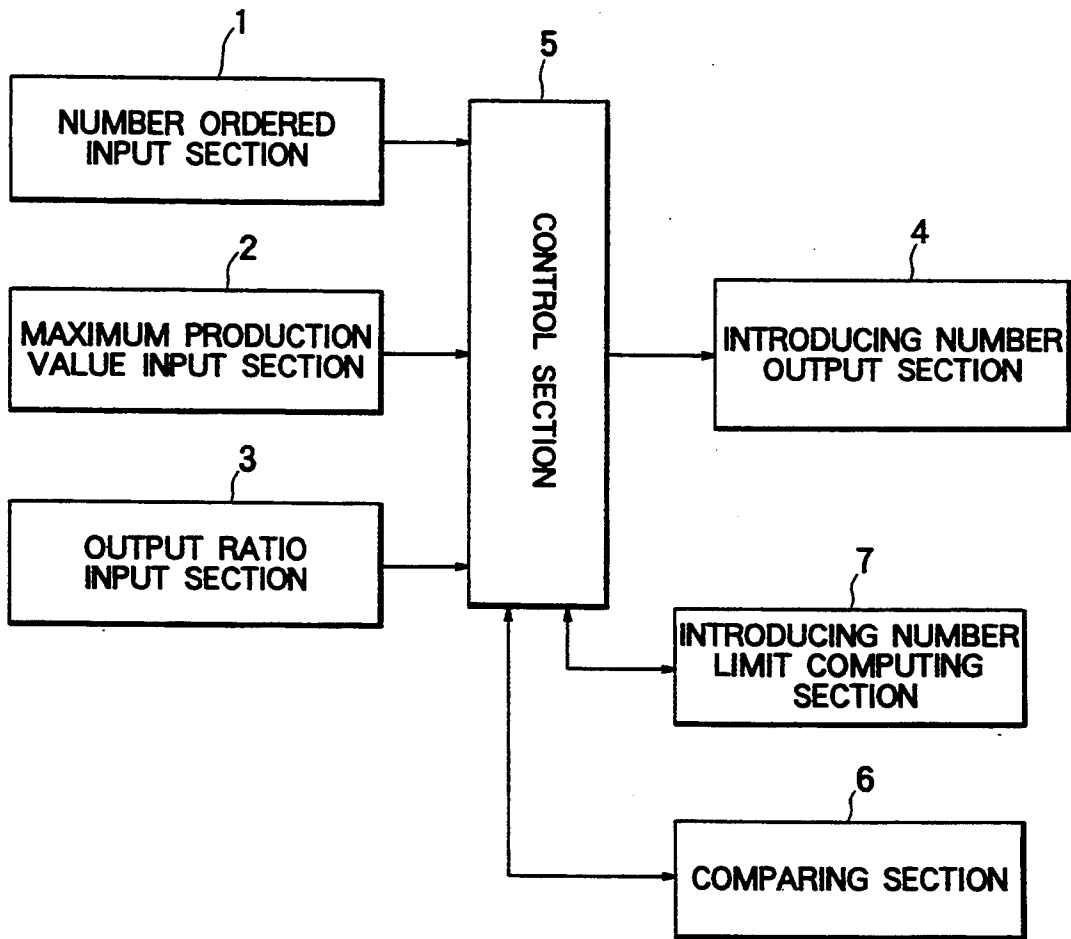 1
NUMBER ORDERED
INPUT SECTION
2
MAXIMUM PRODUCTION
VALUE INPUT SECTION
3
OUTPUT RATIO
INPUT SECTION
5
CONTROL SECTION
4
INTRODUCING NUMBER
OUTPUT SECTION
7
INTRODUCING NUMBER
LIMIT COMPUTING
SECTION
6
COMPARING SECTION